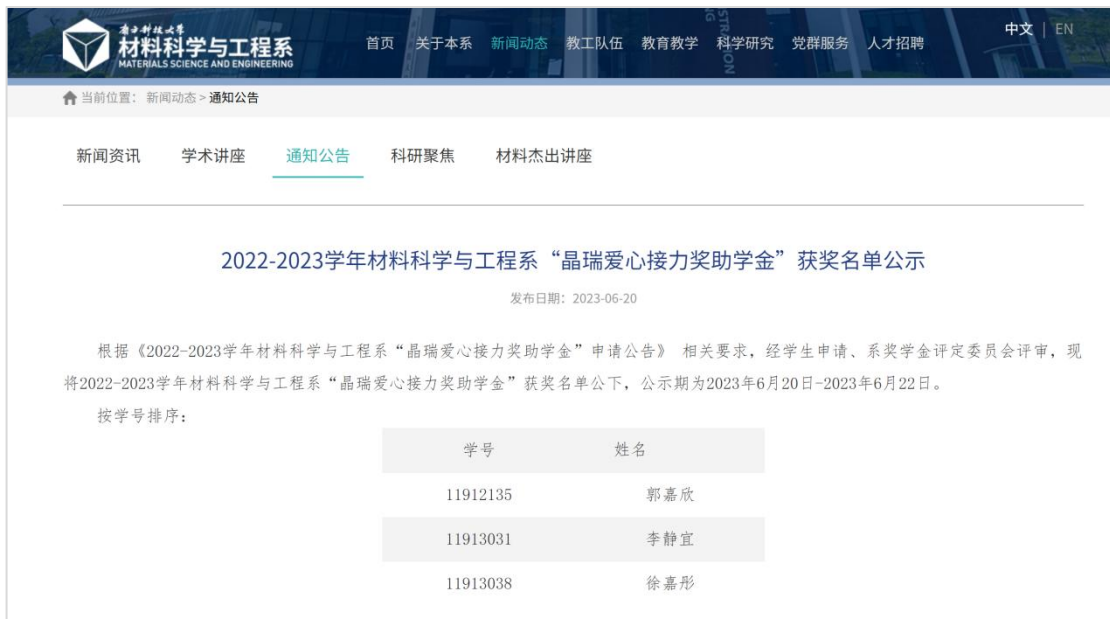 南方科技大学
材料科学与工程系
MATERIALS SCIENCE AND ENGINEERING
首页 关于本系 新闻动态 教工队伍 教育教学 科学研究 党群服务 人才招聘
中文 | EN
当前位置: 新闻动态 > 通知公告
新闻资讯 学术讲座 通知公告 科研聚焦 材料杰出讲座
2022-2023学年材料科学与工程系“晶瑞爱心接力奖助学金”获奖名单公示
发布日期: 2023-06-20
根据《2022-2023学年材料科学与工程系“晶瑞爱心接力奖助学金”申请公告》 相关要求，经学生申请、系奖学金评定委员会评审，现
将2022-2023学年材料科学与工程系“晶瑞爱心接力奖助学金”获奖名单公下，公示期为2023年6月20日-2023年6月22日。
按学号排序：
学号 姓名
11912135 郭嘉欣
11913031 李静宜
11913038 徐嘉彤